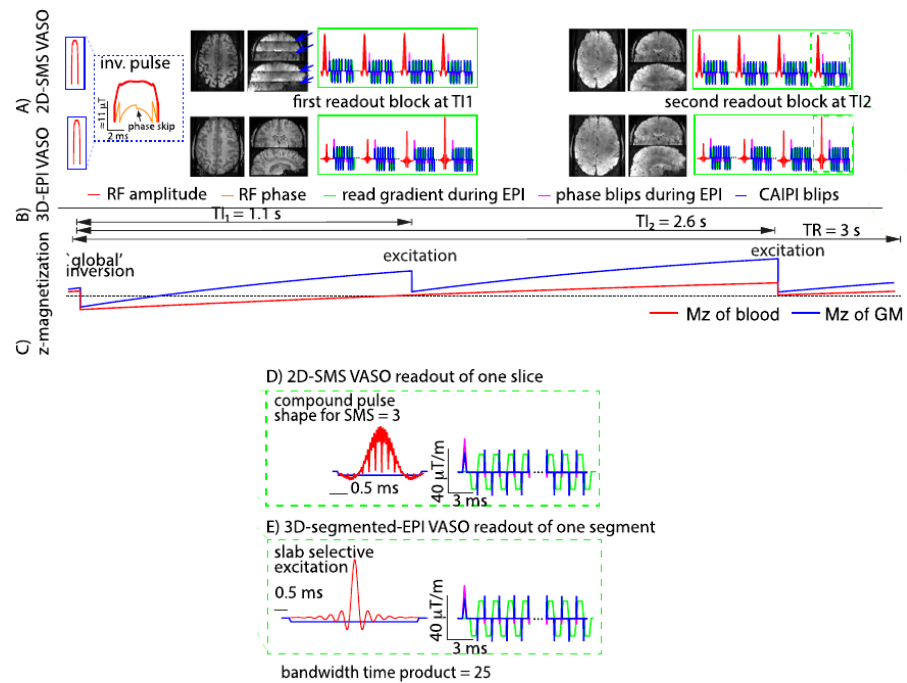 A) 2D-SMS VASO
inv. pulse
≈11 µT
phase skip
2 ms
first readout block at TI1
second readout block at TI2
B) 3D-EPI VASO
RF amplitude
RF phase
read gradient during EPI
phase blips during EPI
CAIPI blips
TI₁ = 1.1 s
TI₂ = 2.6 s
TR = 3 s
'global'
inversion
excitation
excitation
C) z-magnetization
Mz of blood
Mz of GM
D) 2D-SMS VASO readout of one slice
compound pulse
shape for SMS = 3
0.5 ms
40 µT/m
3 ms
E) 3D-segmented-EPI VASO readout of one segment
slab selective
excitation
0.5 ms
40 µT/m
3 ms
bandwidth time product = 25